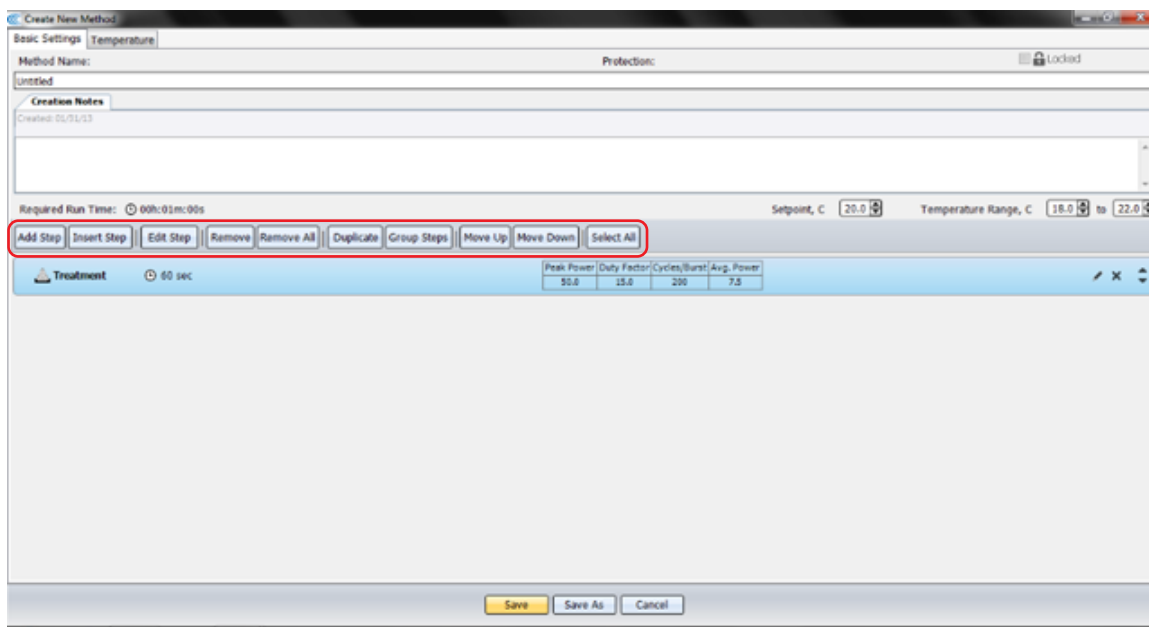 Create New Method
Basic Settings Temperature
Method Name: Protection: Locked
Untitled
Creation Notes
Created: 01/31/13
Required Run Time: 00h:01m:00s Setpoint, C 20.0 Temperature Range, C 18.0 to 22.0
Add Step Insert Step Edit Step Remove Remove All Duplicate Group Steps Move Up Move Down Select All
Treatment 60 sec
Peak Power Duty Factor Cycles/Burst Avg. Power
50.0 15.0 200 7.5
Save Save As Cancel